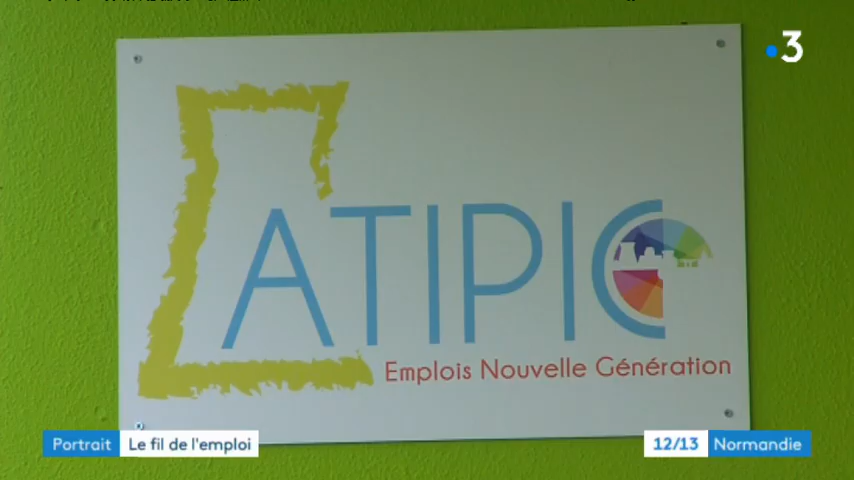 3
ATIPIC
Emplois Nouvelle Génération
Portrait Le fil de l'emploi
12/13 Normandie